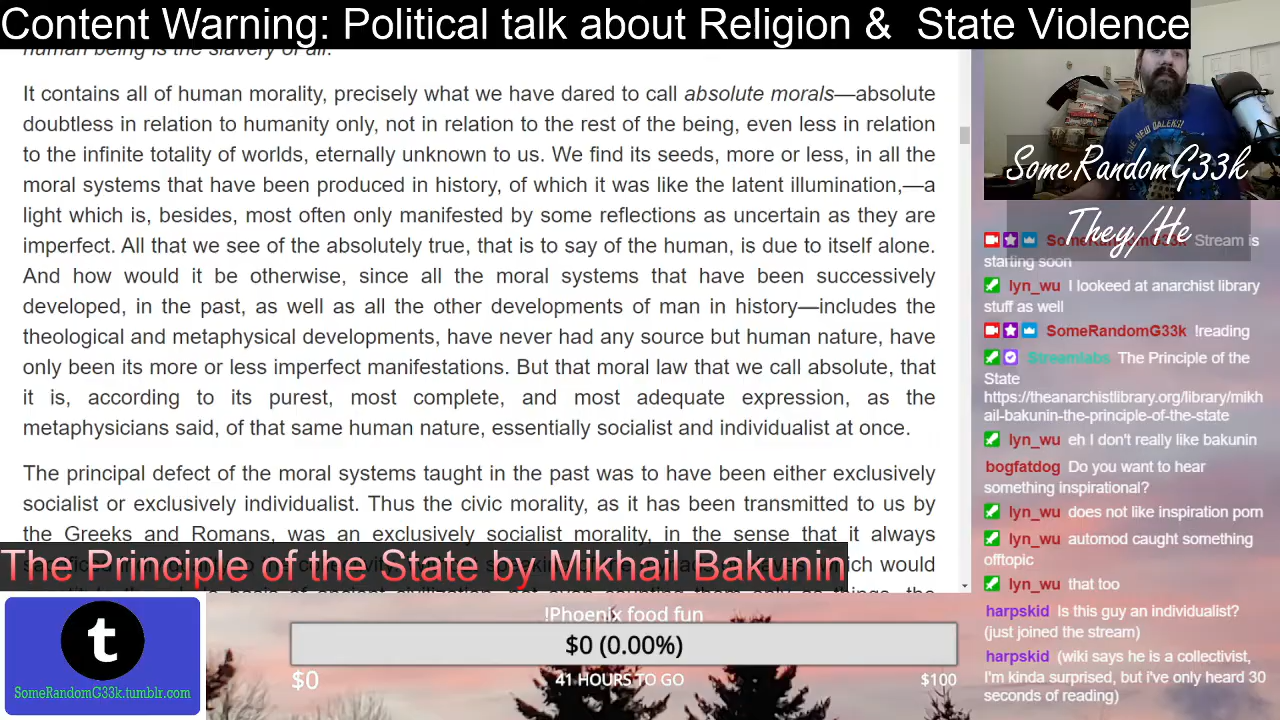 Content Warning: Political talk about Religion & State Violence
human being is the slavery of all.
It contains all of human morality, precisely what we have dared to call absolute morals—absolute
doubtless in relation to humanity only, not in relation to the rest of the being, even less in relation
to the infinite totality of worlds, eternally unknown to us. We find its seeds, more or less, in all the
moral systems that have been produced in history, of which it was like the latent illumination,—a
light which is, besides, most often only manifested by some reflections as uncertain as they are
imperfect. All that we see of the absolutely true, that is to say of the human, is due to itself alone.
And how would it be otherwise, since all the moral systems that have been successively
developed, in the past, as well as all the other developments of man in history—includes the
theological and metaphysical developments, have never had any source but human nature, have
only been its more or less imperfect manifestations. But that moral law that we call absolute, that
it is, according to its purest, most complete, and most adequate expression, as the
metaphysicians said, of that same human nature, essentially socialist and individualist at once.
The principal defect of the moral systems taught in the past was to have been either exclusively
socialist or exclusively individualist. Thus the civic morality, as it has been transmitted to us by
the Greeks and Romans, was an exclusively socialist morality, in the sense that it always
which would
The Principle of the State by Mikhail Bakunin
t
SomeRandomG33k.tumblr.com
!Phoenix food fun
$0 (0.00%)
$0
41 HOURS TO GO
$100
THE NEW DALEKS!
SomeRandomG33k
They/He
SomeRandomG33k Stream is
starting soon
lyn_wu I lookeed at anarchist library
stuff as well
SomeRandomG33k !reading
Streamlabs The Principle of the
State
https://theanarchistlibrary.org/library/mikh
ail-bakunin-the-principle-of-the-state
lyn_wu eh I don't really like bakunin
bogfatdog Do you want to hear
something inspirational?
lyn_wu does not like inspiration porn
lyn_wu automod caught something
offtopic
lyn_wu that too
harpskid Is this guy an individualist?
(just joined the stream)
harpskid (wiki says he is a collectivist,
I'm kinda surprised, but i've only heard 30
seconds of reading)